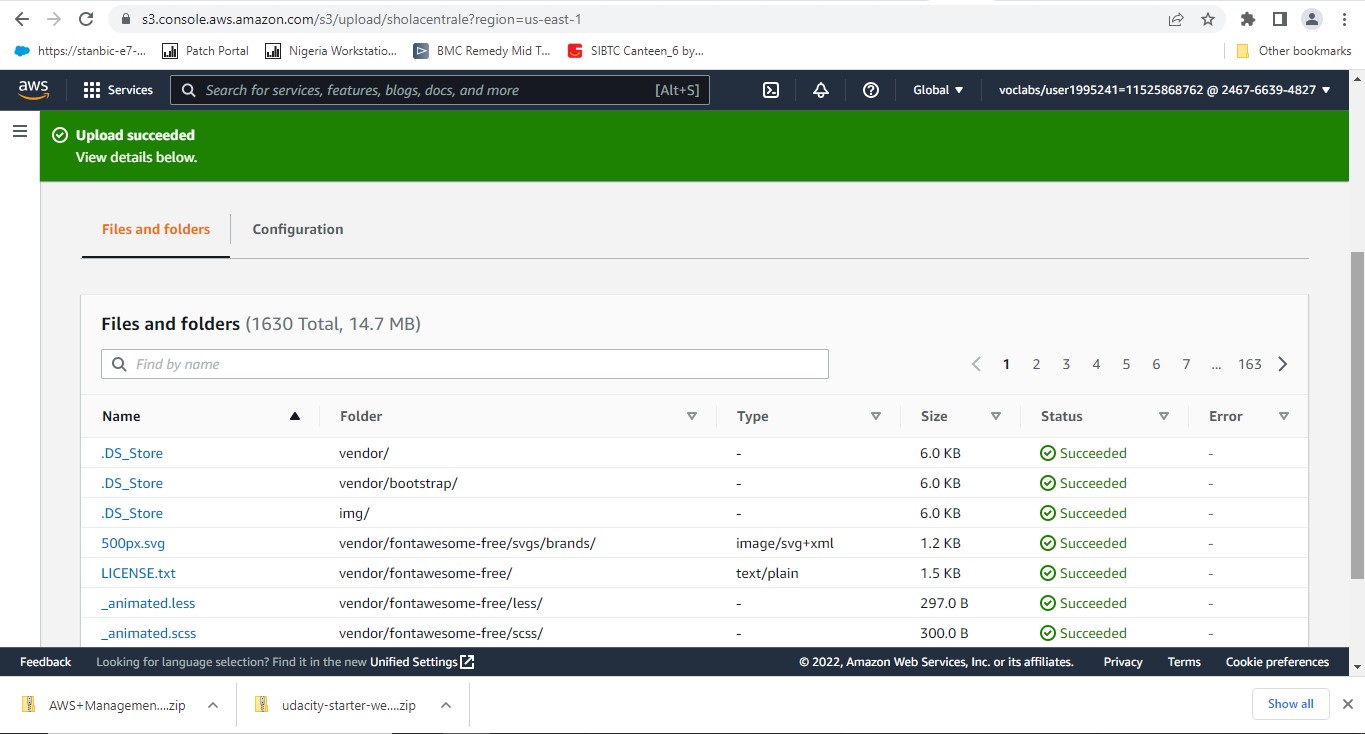 s3.console.aws.amazon.com/s3/upload/sholacentrale?region=us-east-1
https://stanbic-e7-... Patch Portal Nigeria Workstatio... BMC Remedy Mid T... SIBTC Canteen_6 by... Other bookmarks
aws Services Search for services, features, blogs, docs, and more [Alt+S] Global voclabs/user1995241=11525868762 @ 2467-6639-4827
Upload succeeded
View details below.
Files and folders Configuration
Files and folders (1630 Total, 14.7 MB)
Find by name 1 2 3 4 5 6 7 ... 163
Name Folder Type Size Status Error
.DS_Store vendor/ - 6.0 KB Succeeded -
.DS_Store vendor/bootstrap/ - 6.0 KB Succeeded -
.DS_Store img/ - 6.0 KB Succeeded -
500px.svg vendor/fontawesome-free/svgs/brands/ image/svg+xml 1.2 KB Succeeded -
LICENSE.txt vendor/fontawesome-free/ text/plain 1.5 KB Succeeded -
_animated.less vendor/fontawesome-free/less/ - 297.0 B Succeeded -
_animated.scss vendor/fontawesome-free/scss/ - 300.0 B Succeeded -
Feedback Looking for language selection? Find it in the new Unified Settings © 2022, Amazon Web Services, Inc. or its affiliates. Privacy Terms Cookie preferences
AWS+Managemen....zip udacity-starter-we....zip Show all